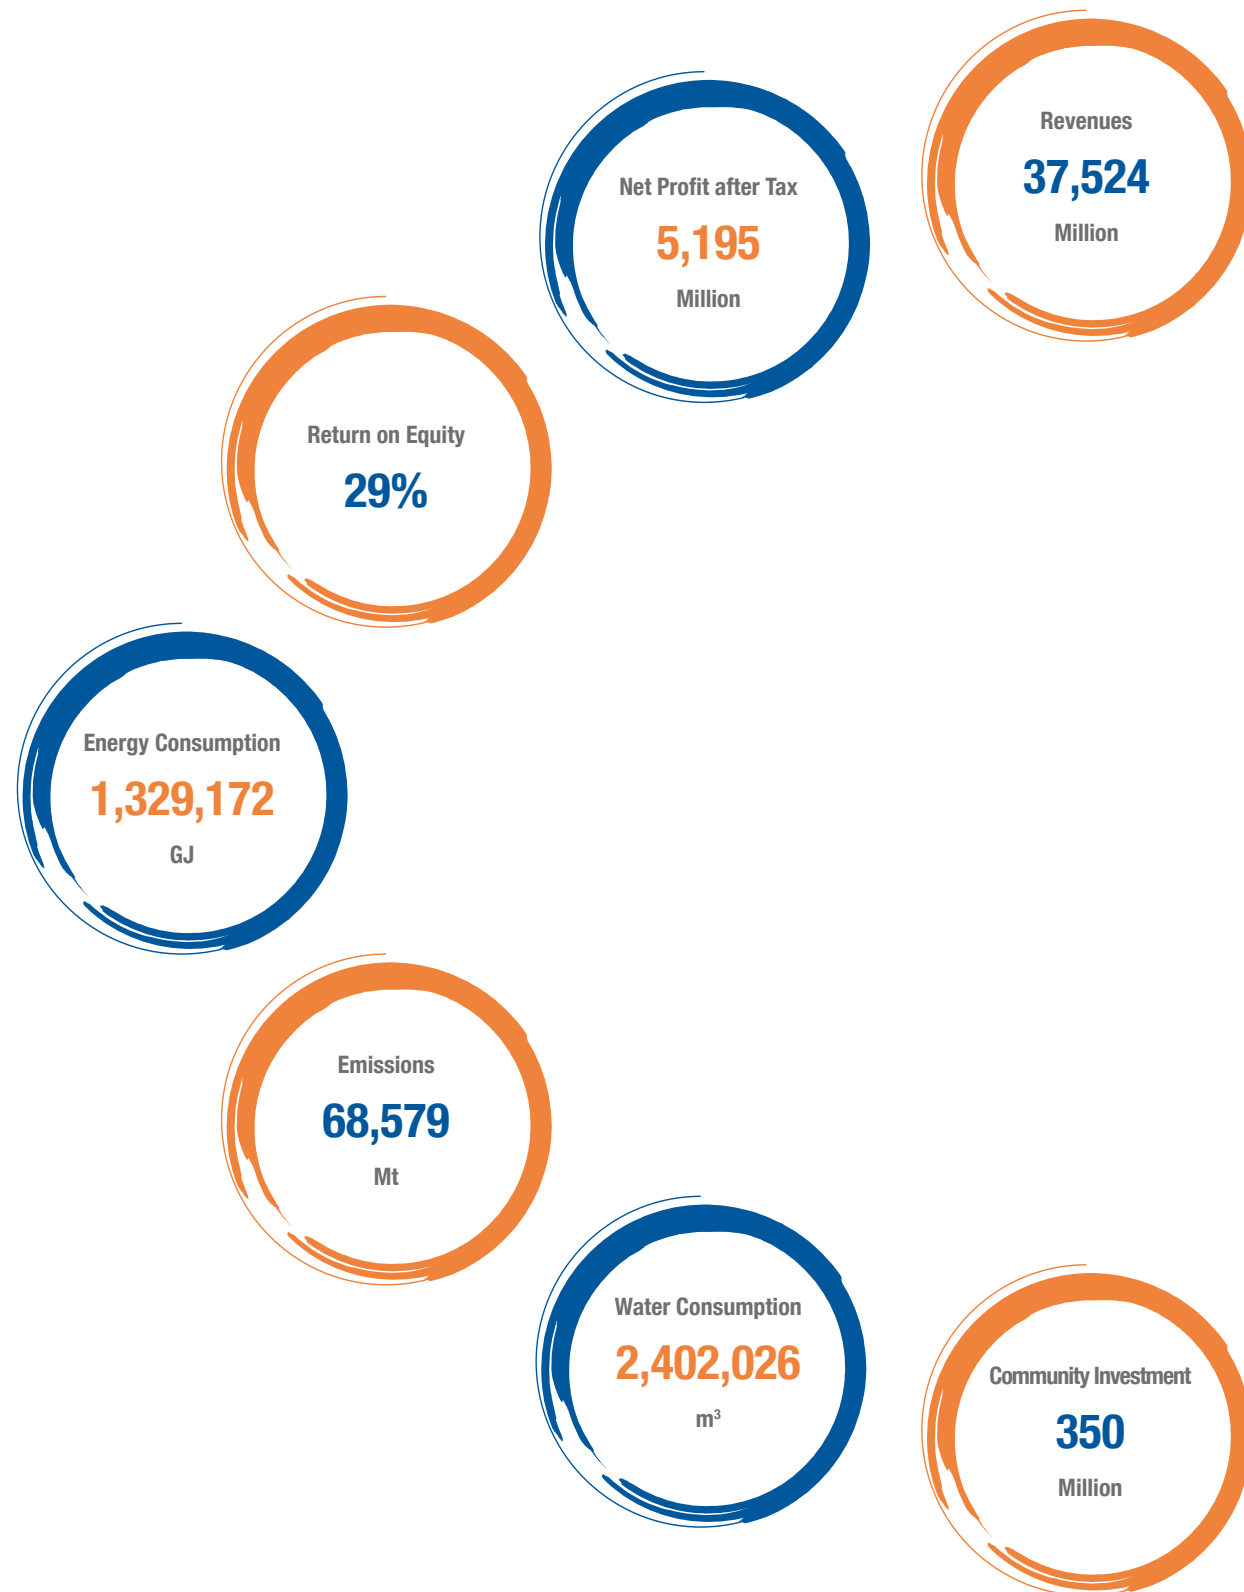 Revenues
37,524
Million
Net Profit after Tax
5,195
Million
Return on Equity
29%
Energy Consumption
1,329,172
GJ
Emissions
68,579
Mt
Water Consumption
2,402,026
m³
Community Investment
350
Million